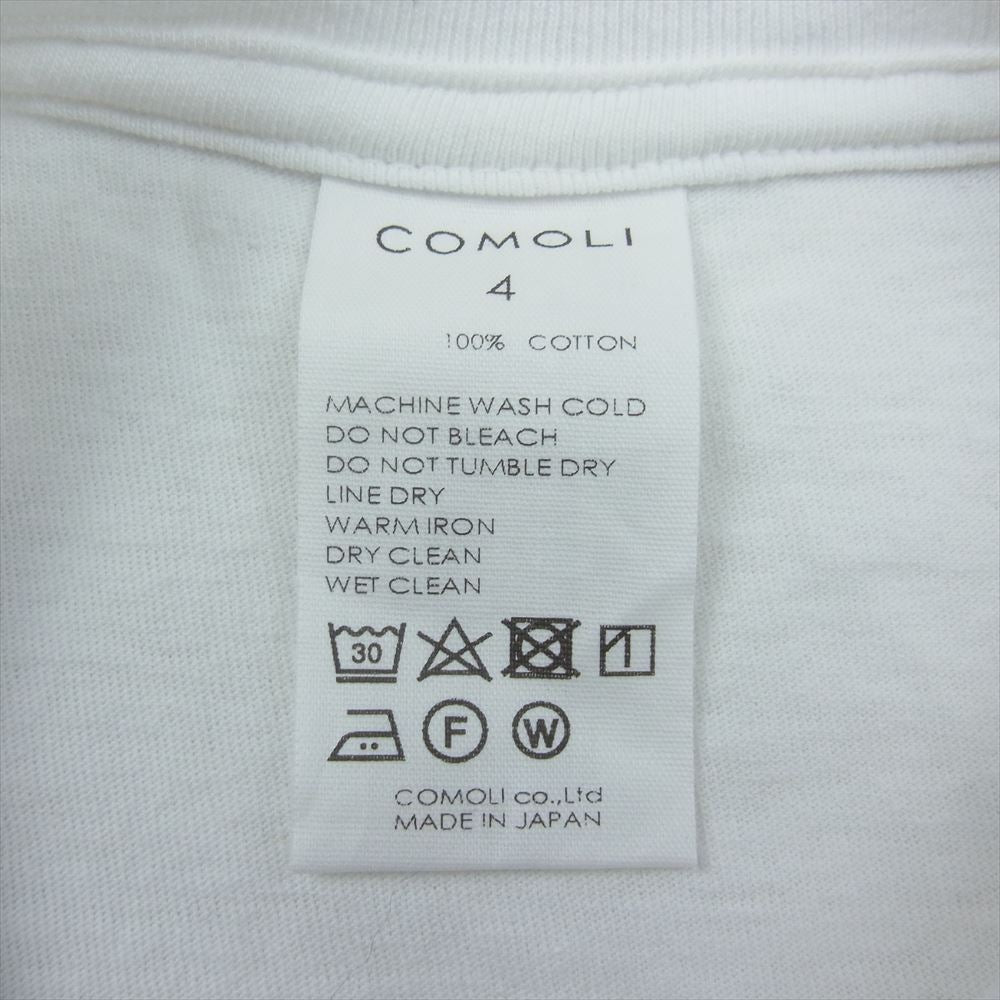 COMOLI
4
100% COTTON
MACHINE WASH COLD
DO NOT BLEACH
DO NOT TUMBLE DRY
LINE DRY
WARM IRON
DRY CLEAN
WET CLEAN
30
F W
COMOLI co.,Ltd
MADE IN JAPAN